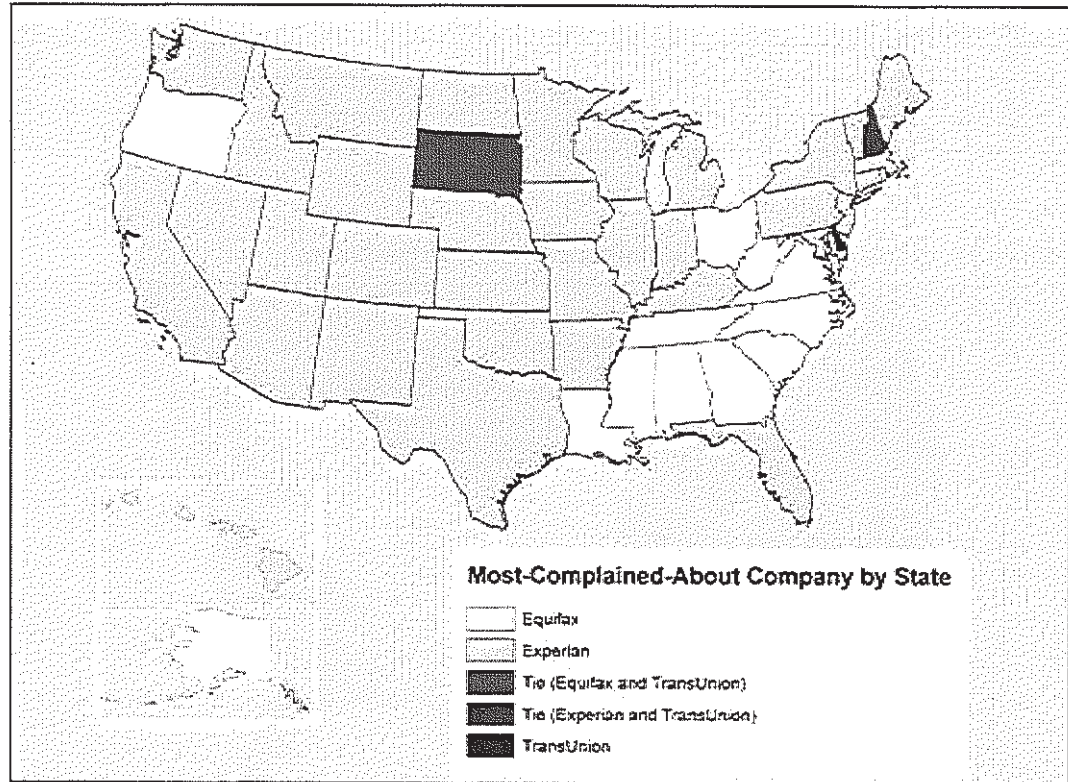 Most-Complained-About Company by State
Equifax
Experian
Tie (Equifax and TransUnion)
Tie (Experian and TransUnion)
TransUnion